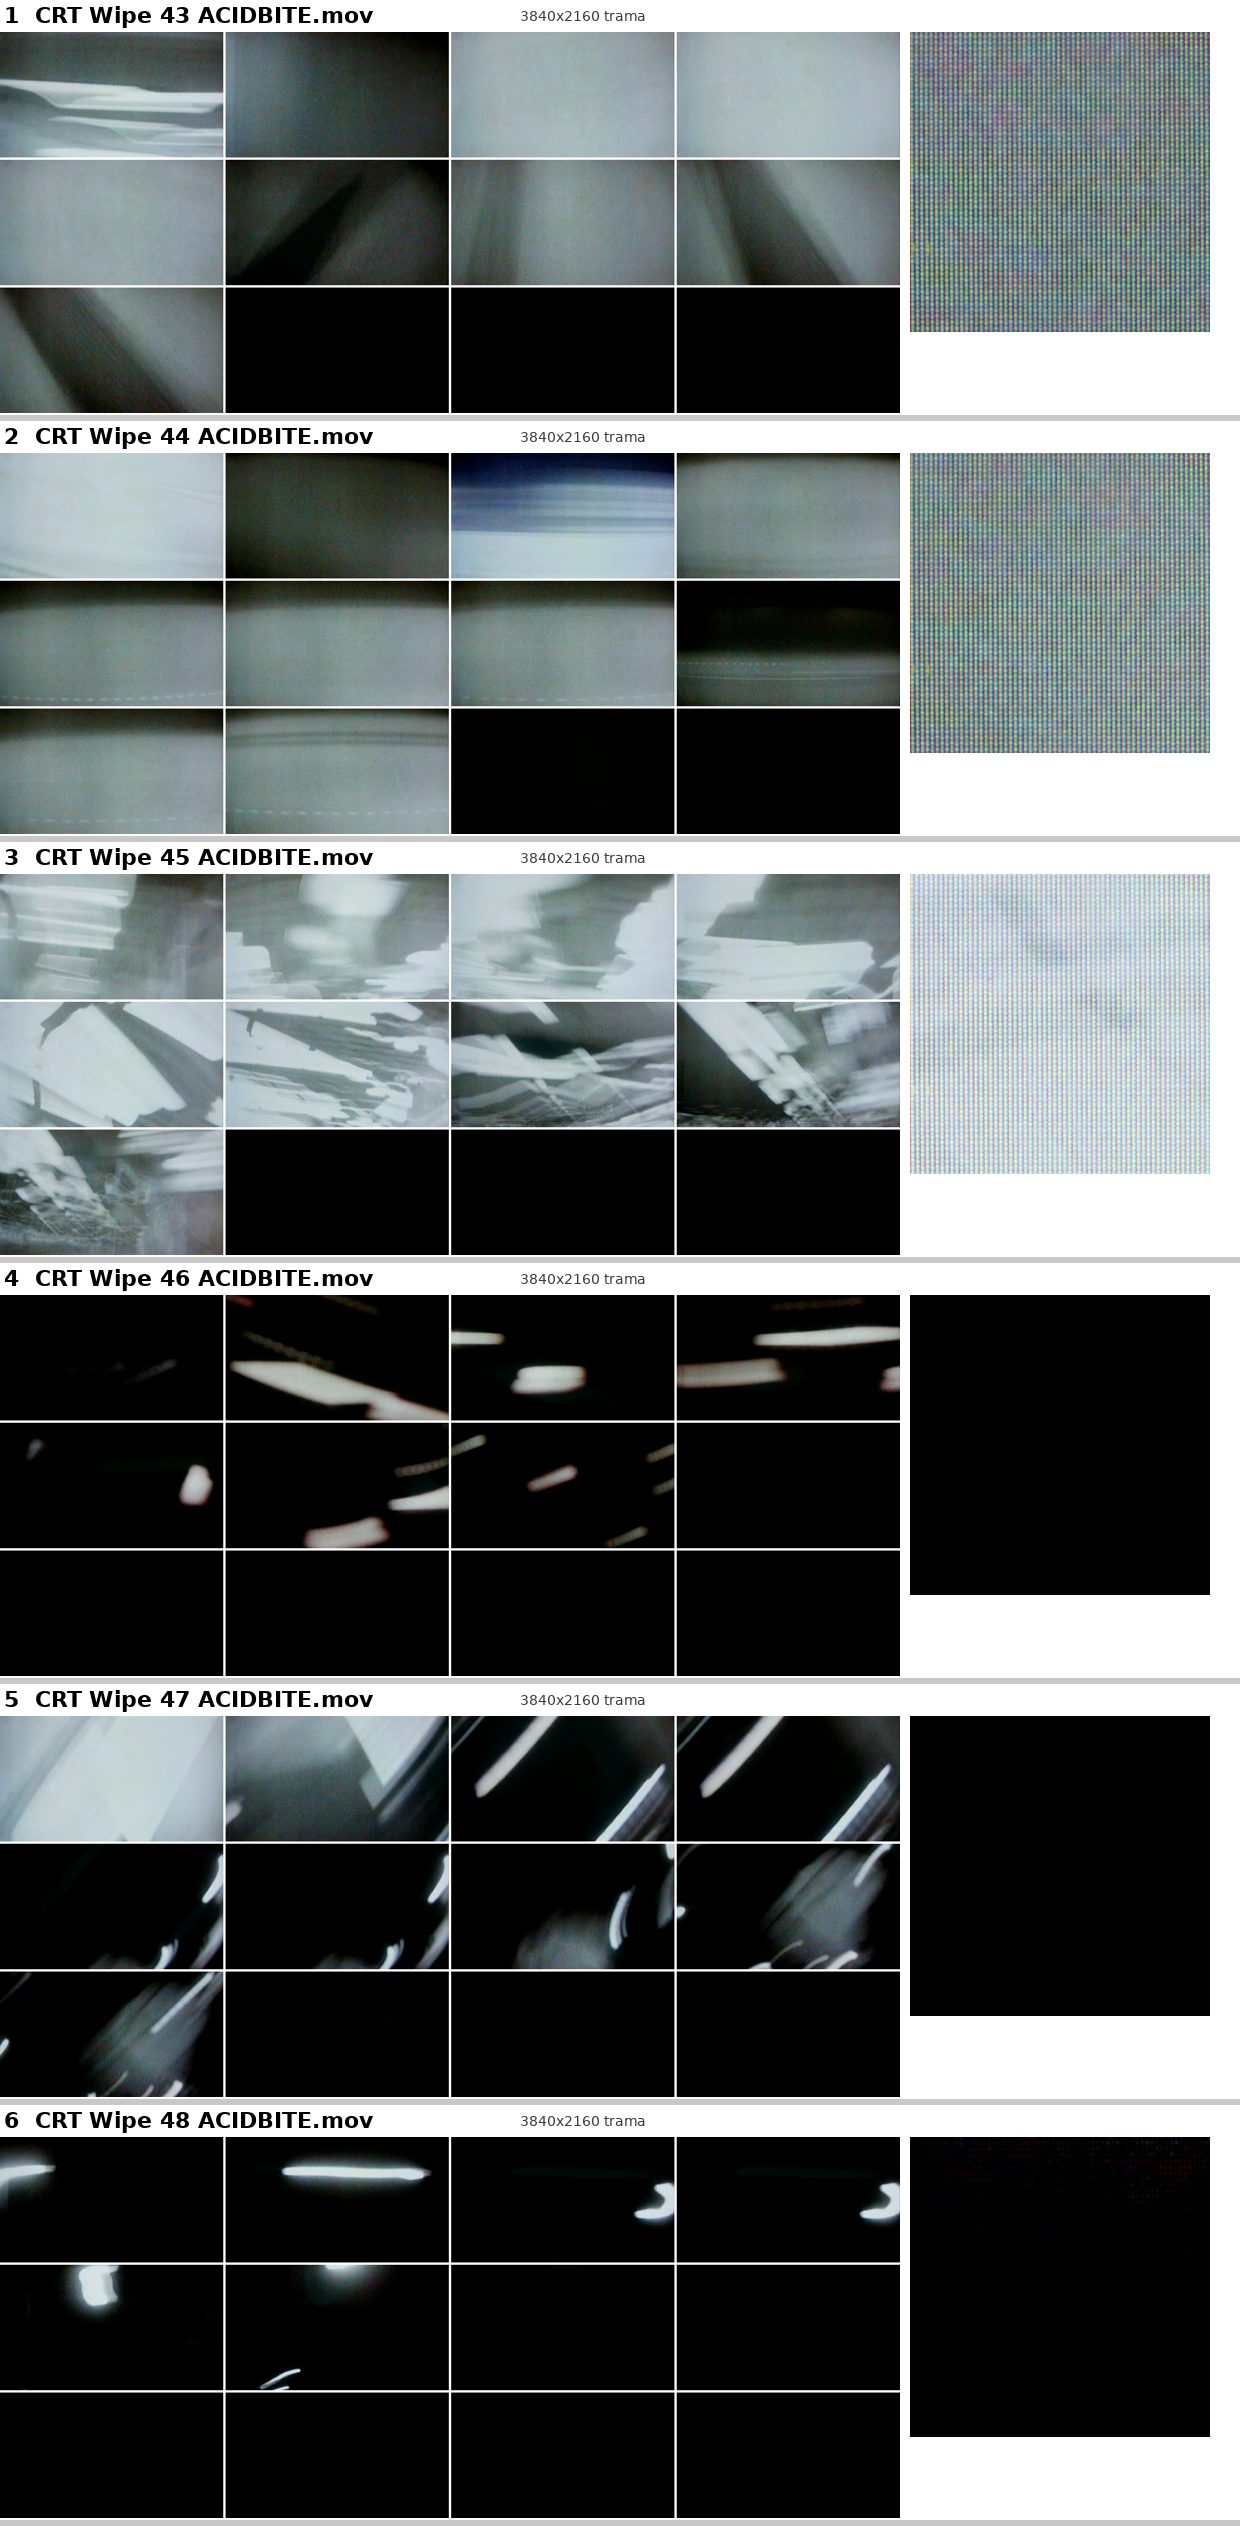 1 CRT Wipe 43 ACIDBITE.mov 3840x2160 trama
2 CRT Wipe 44 ACIDBITE.mov 3840x2160 trama
3 CRT Wipe 45 ACIDBITE.mov 3840x2160 trama
4 CRT Wipe 46 ACIDBITE.mov 3840x2160 trama
5 CRT Wipe 47 ACIDBITE.mov 3840x2160 trama
6 CRT Wipe 48 ACIDBITE.mov 3840x2160 trama